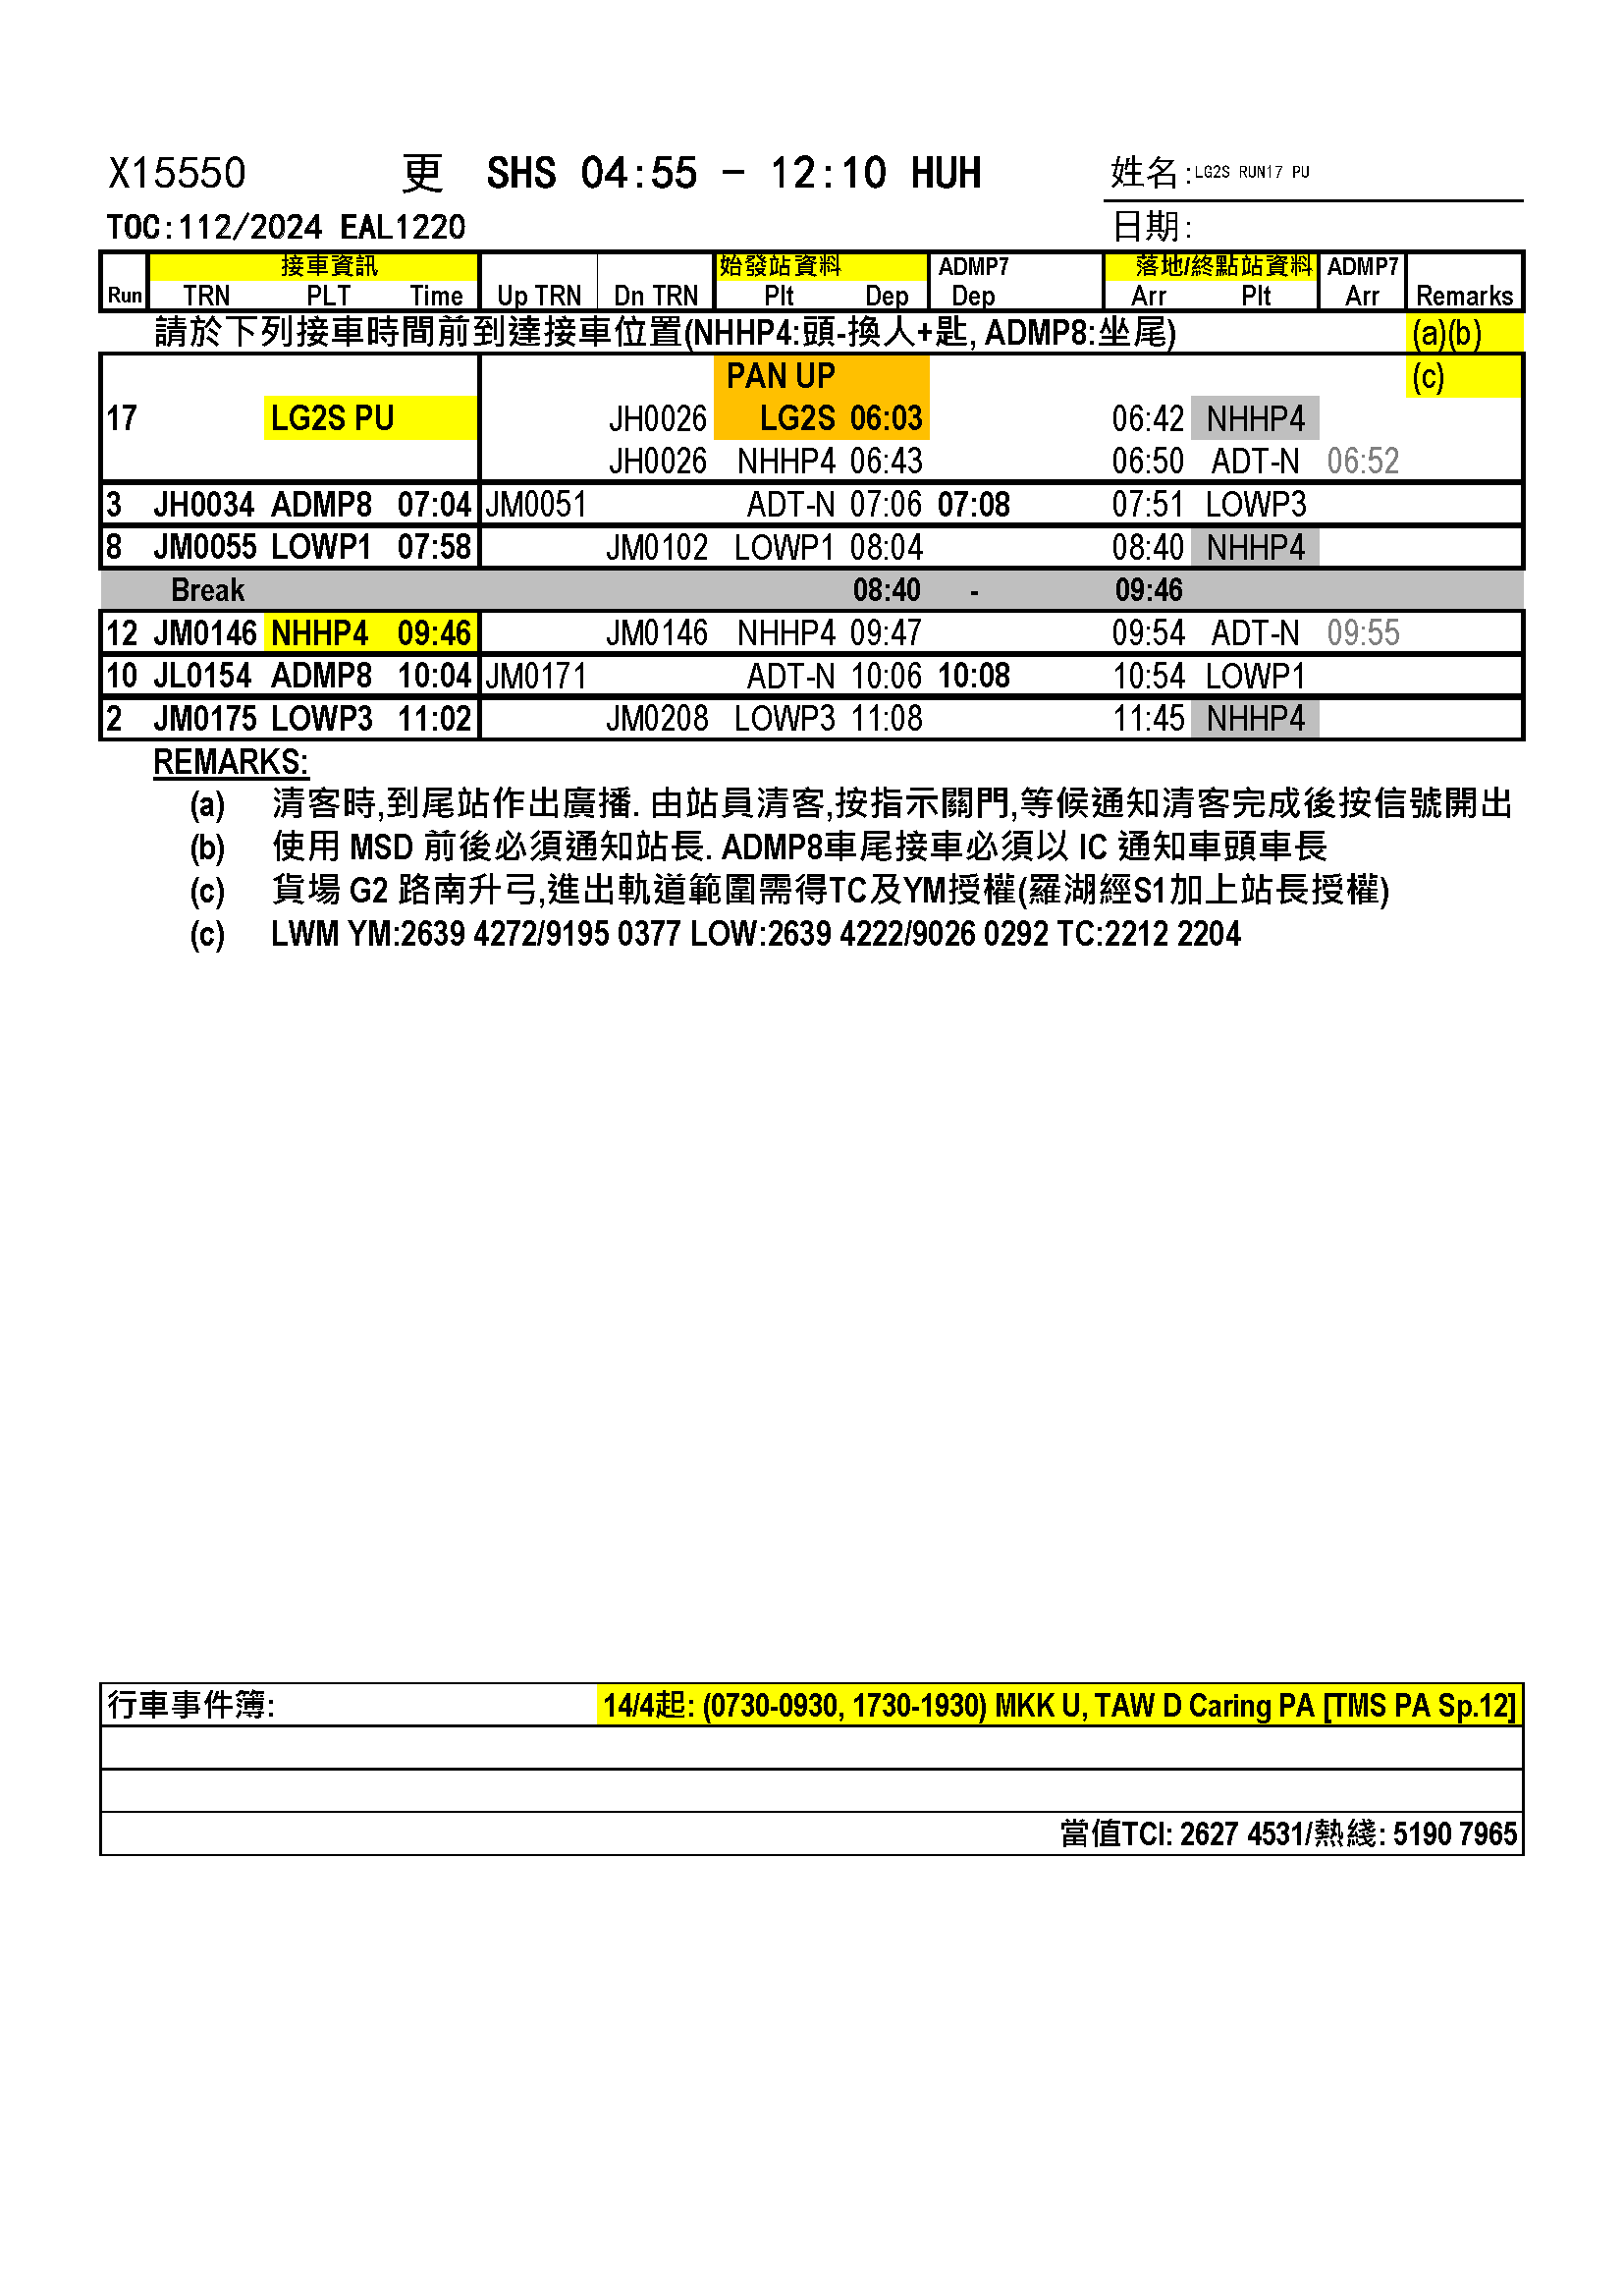 X15550 更 SHS 04:55 - 12:10 HUH 姓名:LG2S RUN17 PU
TOC:112/2024 EAL1220 日期:
接車資訊 始發站資料 ADMP7 落地/終點站資料 ADMP7
Run TRN PLT Time Up TRN Dn TRN Plt Dep Dep Arr Plt Arr Remarks
請於下列接車時間前到達接車位置(NHHP4:頭-換人+匙, ADMP8:坐尾) (a)(b)
PAN UP (c)
17 LG2S PU JH0026 LG2S 06:03 06:42 NHHP4
JH0026 NHHP4 06:43 06:50 ADT-N 06:52
3 JH0034 ADMP8 07:04 JM0051 ADT-N 07:06 07:08 07:51 LOWP3
8 JM0055 LOWP1 07:58 JM0102 LOWP1 08:04 08:40 NHHP4
Break 08:40 - 09:46
12 JM0146 NHHP4 09:46 JM0146 NHHP4 09:47 09:54 ADT-N 09:55
10 JL0154 ADMP8 10:04 JM0171 ADT-N 10:06 10:08 10:54 LOWP1
2 JM0175 LOWP3 11:02 JM0208 LOWP3 11:08 11:45 NHHP4
REMARKS:
(a) 清客時,到尾站作出廣播. 由站員清客,按指示關門,等候通知清客完成後按信號開出
(b) 使用 MSD 前後必須通知站長. ADMP8車尾接車必須以 IC 通知車頭車長
(c) 貨場 G2 路南升弓,進出軌道範圍需得TC及YM授權(羅湖經S1加上站長授權)
(c) LWM YM:2639 4272/9195 0377 LOW:2639 4222/9026 0292 TC:2212 2204
行車事件簿: 14/4起: (0730-0930, 1730-1930) MKK U, TAW D Caring PA [TMS PA Sp.12]
當值TCI: 2627 4531/熱綫: 5190 7965